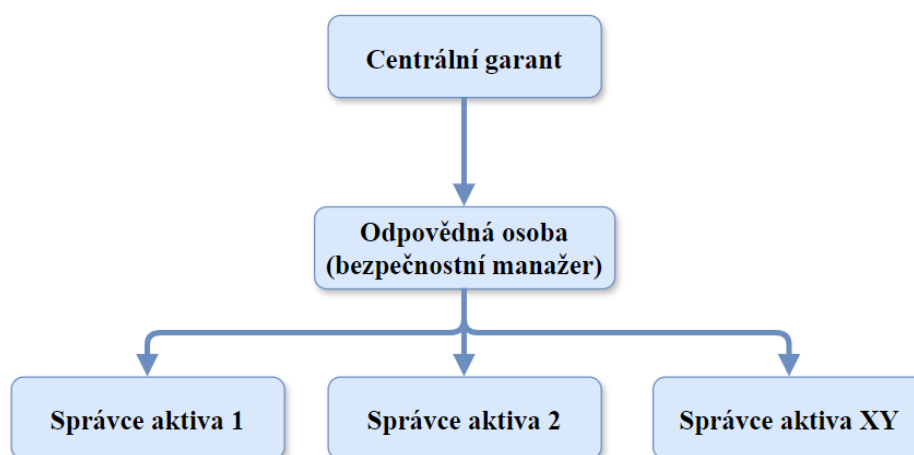 Centrální garant
Odpovědná osoba
(bezpečnostní manažer)
Správce aktiva 1
Správce aktiva 2
Správce aktiva XY